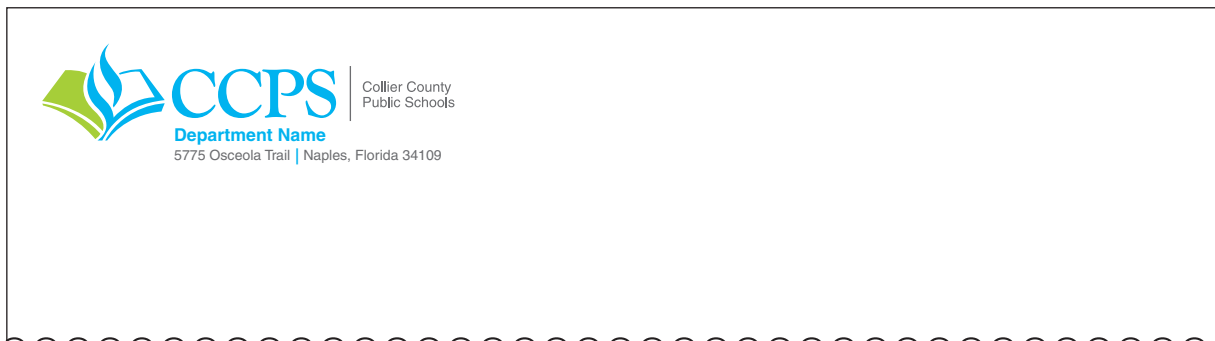 CCPS
Collier County
Public Schools
Department Name
5775 Osceola Trail | Naples, Florida 34109